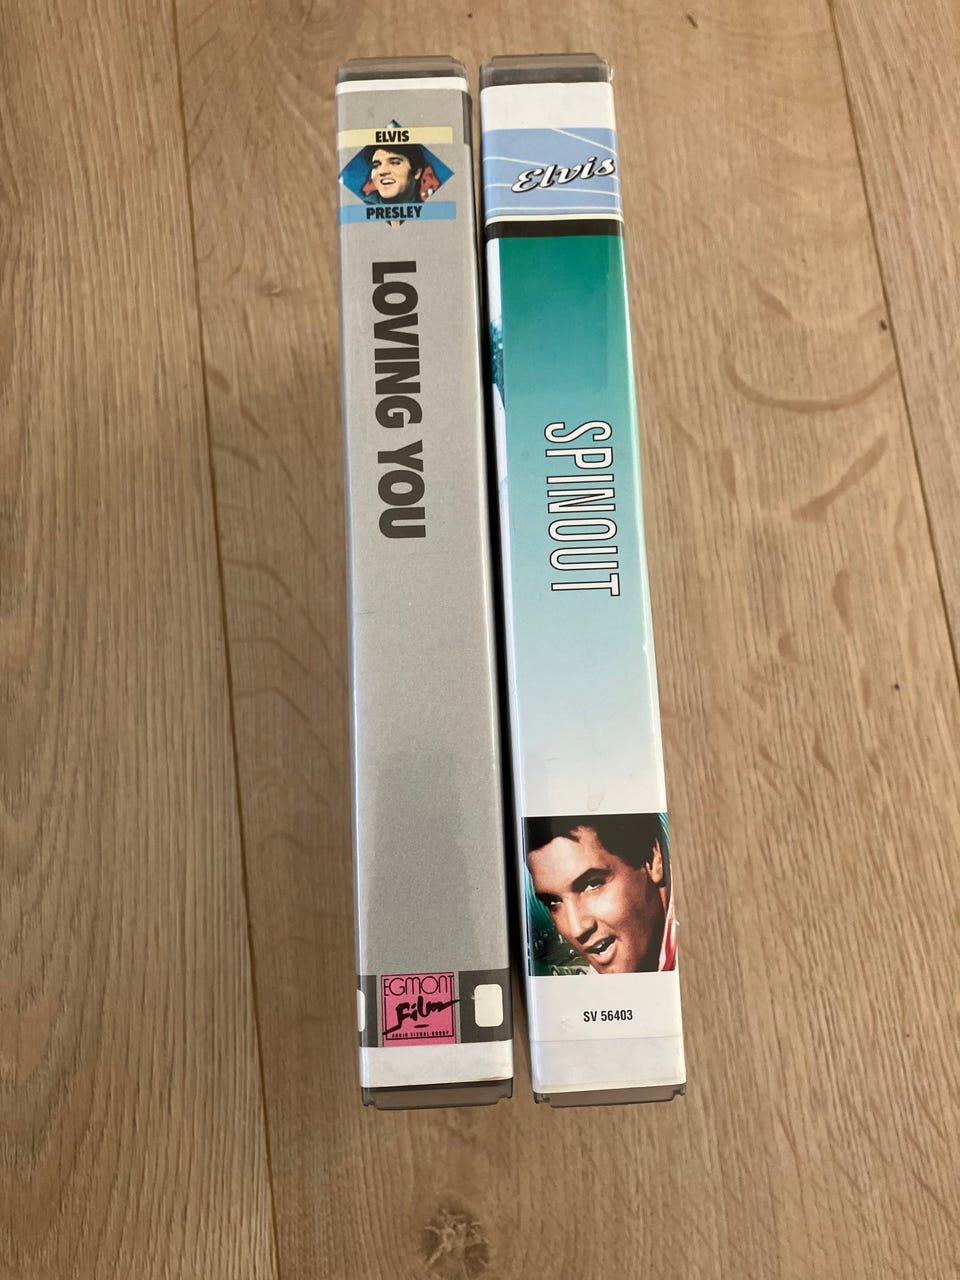 ELVIS
PRESLEY
LOVING YOU
EGMONT
Film
Elvis
SPINOUT
SV 56403